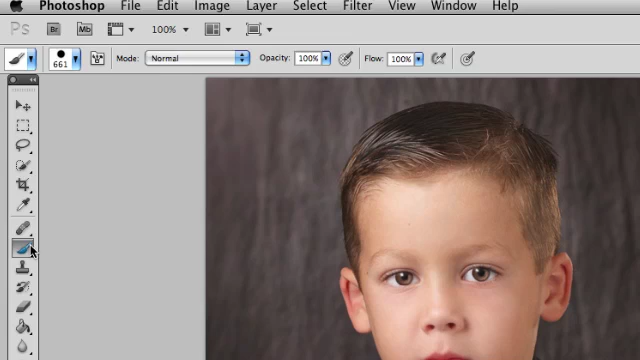 Photoshop File Edit Image Layer Select Filter View Window Help
Ps Br Mb 100%
661 Mode: Normal Opacity: 100% Flow: 100%